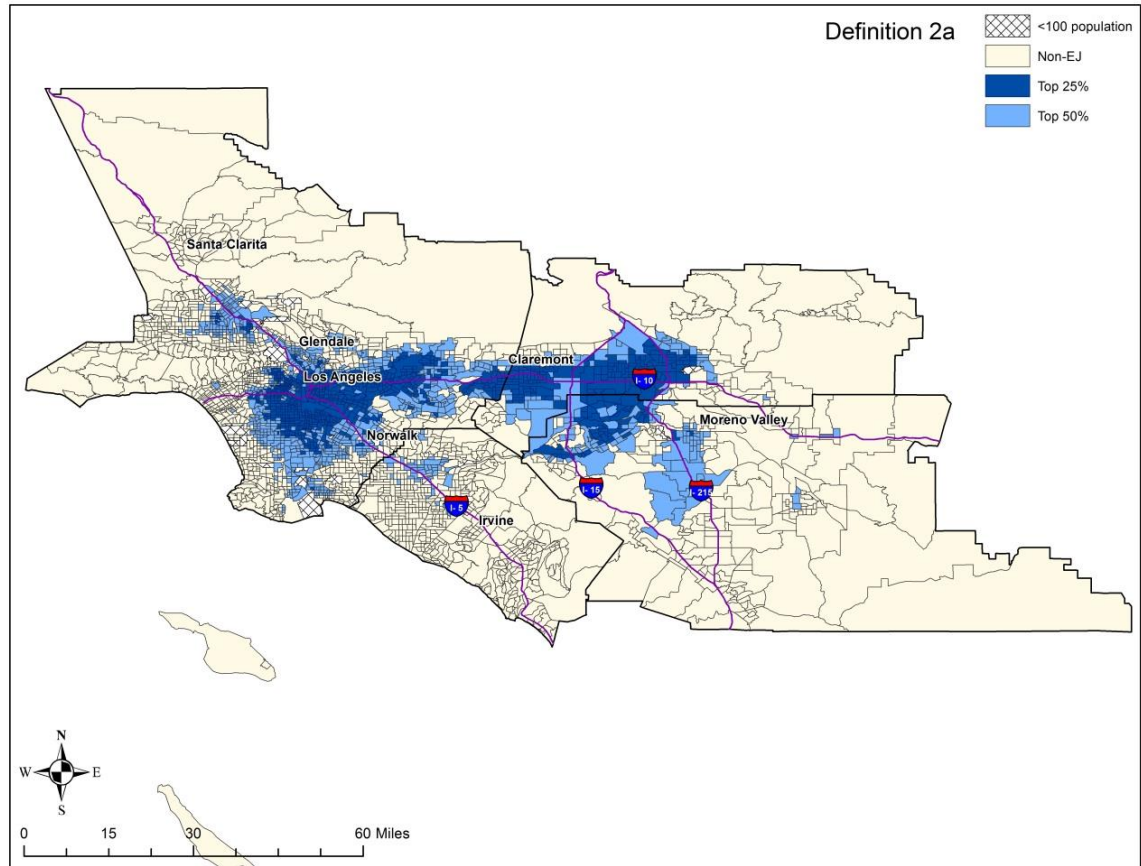 Definition 2a
<100 population
Non-EJ
Top 25%
Top 50%
Santa Clarita
Glendale
Los Angeles
Claremont
I- 10
Norwalk
Moreno Valley
I- 5
I- 15
I- 215
Irvine
N
W E
S
0 15 30 60 Miles